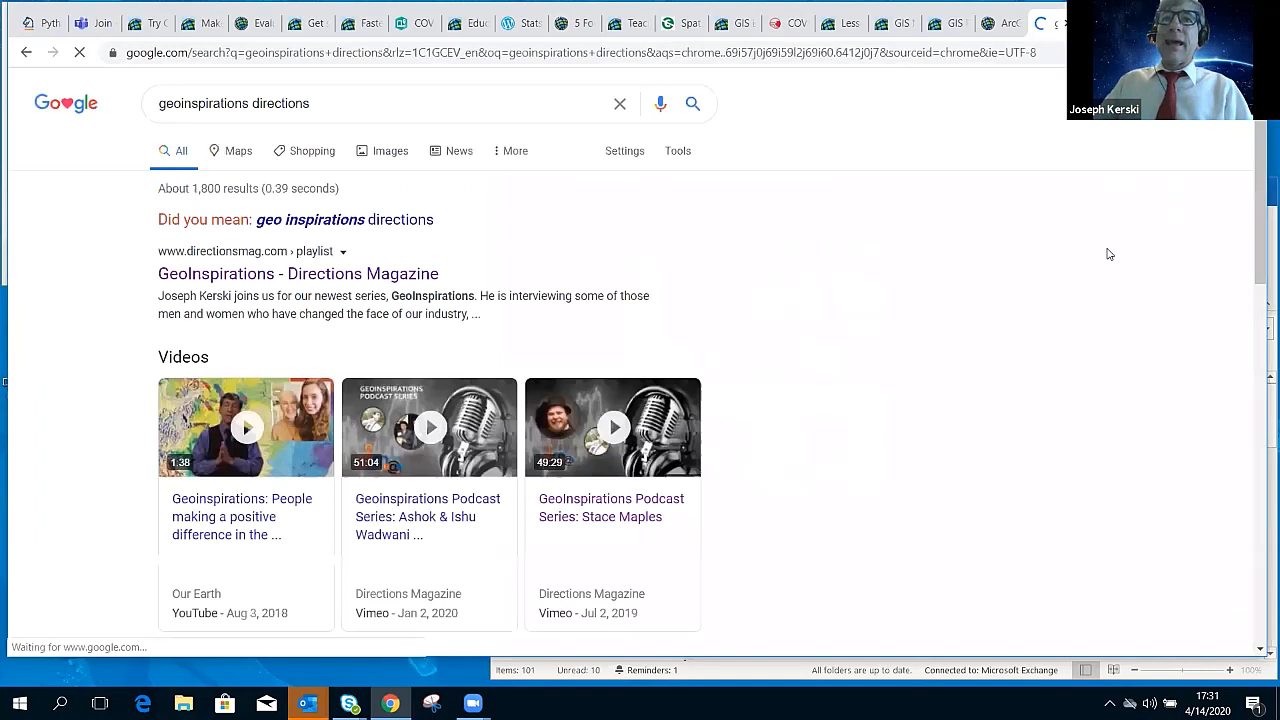 Pyth
Join
Try C
Mak
Evalu
Get S
Faste
COV
Educ
Stats
5 Fo
Teac
Spat
GIS E
COV
Less
GIS T
GIS T
ArcG
g
google.com/search?q=geoinspirations+directions&rlz=1C1GCEV_en&oq=geoinspirations+directions&aqs=chrome..69i57j0j69i59l2j69i60.6412j0j7&sourceid=chrome&ie=UTF-8
Joseph Kerski
Google
geoinspirations directions
All
Maps
Shopping
Images
News
More
Settings
Tools
About 1,800 results (0.39 seconds)
Did you mean: geo inspirations directions
www.directionsmag.com › playlist
GeoInspirations - Directions Magazine
Joseph Kerski joins us for our newest series, GeoInspirations. He is interviewing some of those
men and women who have changed the face of our industry, ...
Videos
GEOINSPIRATIONS
PODCAST SERIES
1:38
51:04
49:29
Geoinspirations: People
making a positive
difference in the ...
Geoinspirations Podcast
Series: Ashok & Ishu
Wadwani ...
GeoInspirations Podcast
Series: Stace Maples
Our Earth
YouTube - Aug 3, 2018
Directions Magazine
Vimeo - Jan 2, 2020
Directions Magazine
Vimeo - Jul 2, 2019
Waiting for www.google.com...
Items: 101
Unread: 10
Reminders: 1
All folders are up to date.
Connected to: Microsoft Exchange
100%
17:31
4/14/2020
1